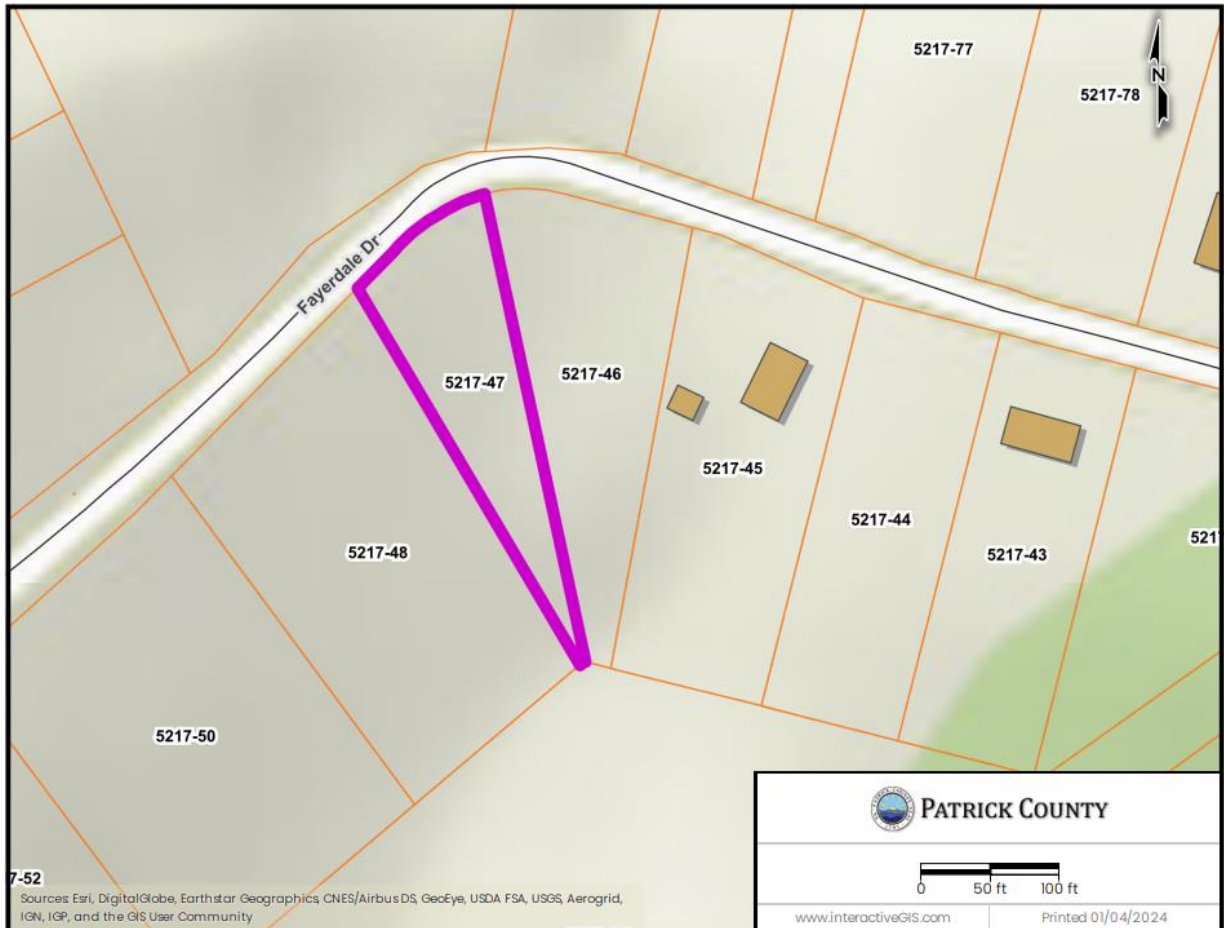 5217-77
5217-78
N
Fayerdale Dr
5217-47
5217-46
5217-45
5217-44
5217-43
521
5217-48
5217-50
7-52
PATRICK COUNTY
0 50 ft 100 ft
Sources: Esri, DigitalGlobe, Earthstar Geographics, CNES/Airbus DS, GeoEye, USDA FSA, USGS, Aerogrid,
IGN, IGP, and the GIS User Community
www.interactiveGIS.com
Printed 01/04/2024